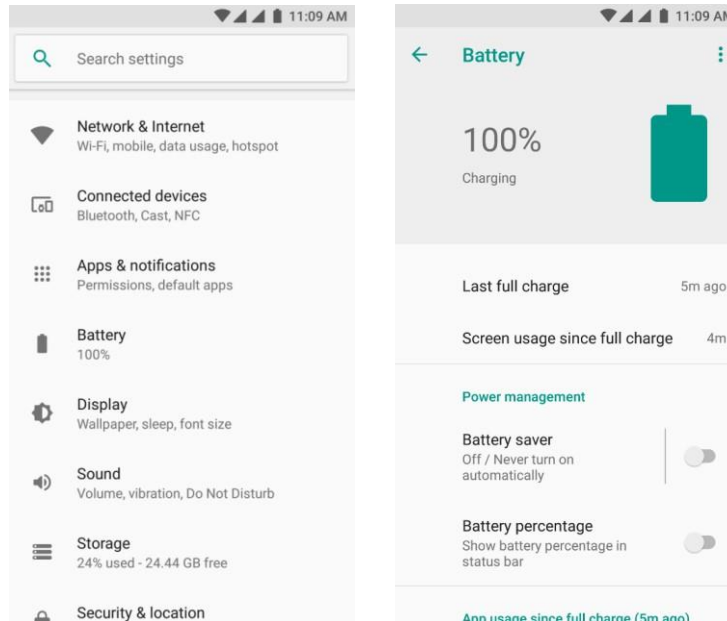 11:09 AM
Search settings
Network & Internet
Wi-Fi, mobile, data usage, hotspot
Connected devices
Bluetooth, Cast, NFC
Apps & notifications
Permissions, default apps
Battery
100%
Display
Wallpaper, sleep, font size
Sound
Volume, vibration, Do Not Disturb
Storage
24% used - 24.44 GB free
Security & location
11:09 AM
Battery
100%
Charging
Last full charge 5m ago
Screen usage since full charge 4m
Power management
Battery saver
Off / Never turn on
automatically
Battery percentage
Show battery percentage in
status bar
App usage since full charge (5m ago)